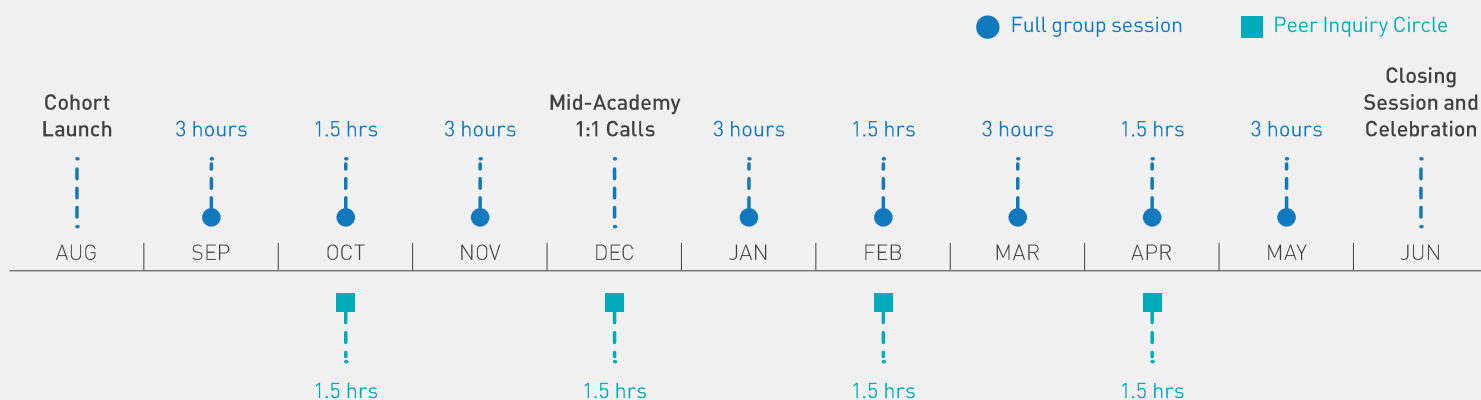 Full group session
Peer Inquiry Circle
Cohort
Launch
3 hours
1.5 hrs
3 hours
Mid-Academy
1:1 Calls
3 hours
1.5 hrs
3 hours
1.5 hrs
3 hours
Closing
Session and
Celebration
AUG
SEP
OCT
NOV
DEC
JAN
FEB
MAR
APR
MAY
JUN
1.5 hrs
1.5 hrs
1.5 hrs
1.5 hrs